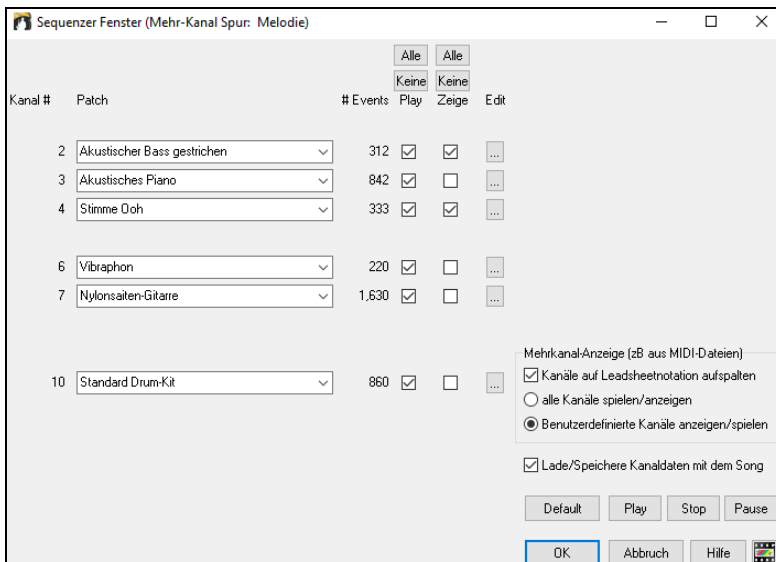 Sequenzer Fenster (Mehr-Kanal Spur: Melodie)
Alle Alle
Keine Keine
Kanal # Patch # Events Play Zeige Edit
2 Akustischer Bass gestrichen 312 ...
3 Akustisches Piano 842 ...
4 Stimme Ooh 333 ...
6 Vibraphon 220 ...
7 Nylonsaiten-Gitarre 1,630 ...
Mehrkanal-Anzeige (zB aus MIDI-Dateien)
10 Standard Drum-Kit 860 ...
Kanäle auf Leadsheetnotation aufspalten
alle Kanäle spielen/anzeigen
Benutzerdefinierte Kanäle anzeigen/spielen
Lade/Speichere Kanaldaten mit dem Song
Default Play Stop Pause
OK Abbruch Hilfe